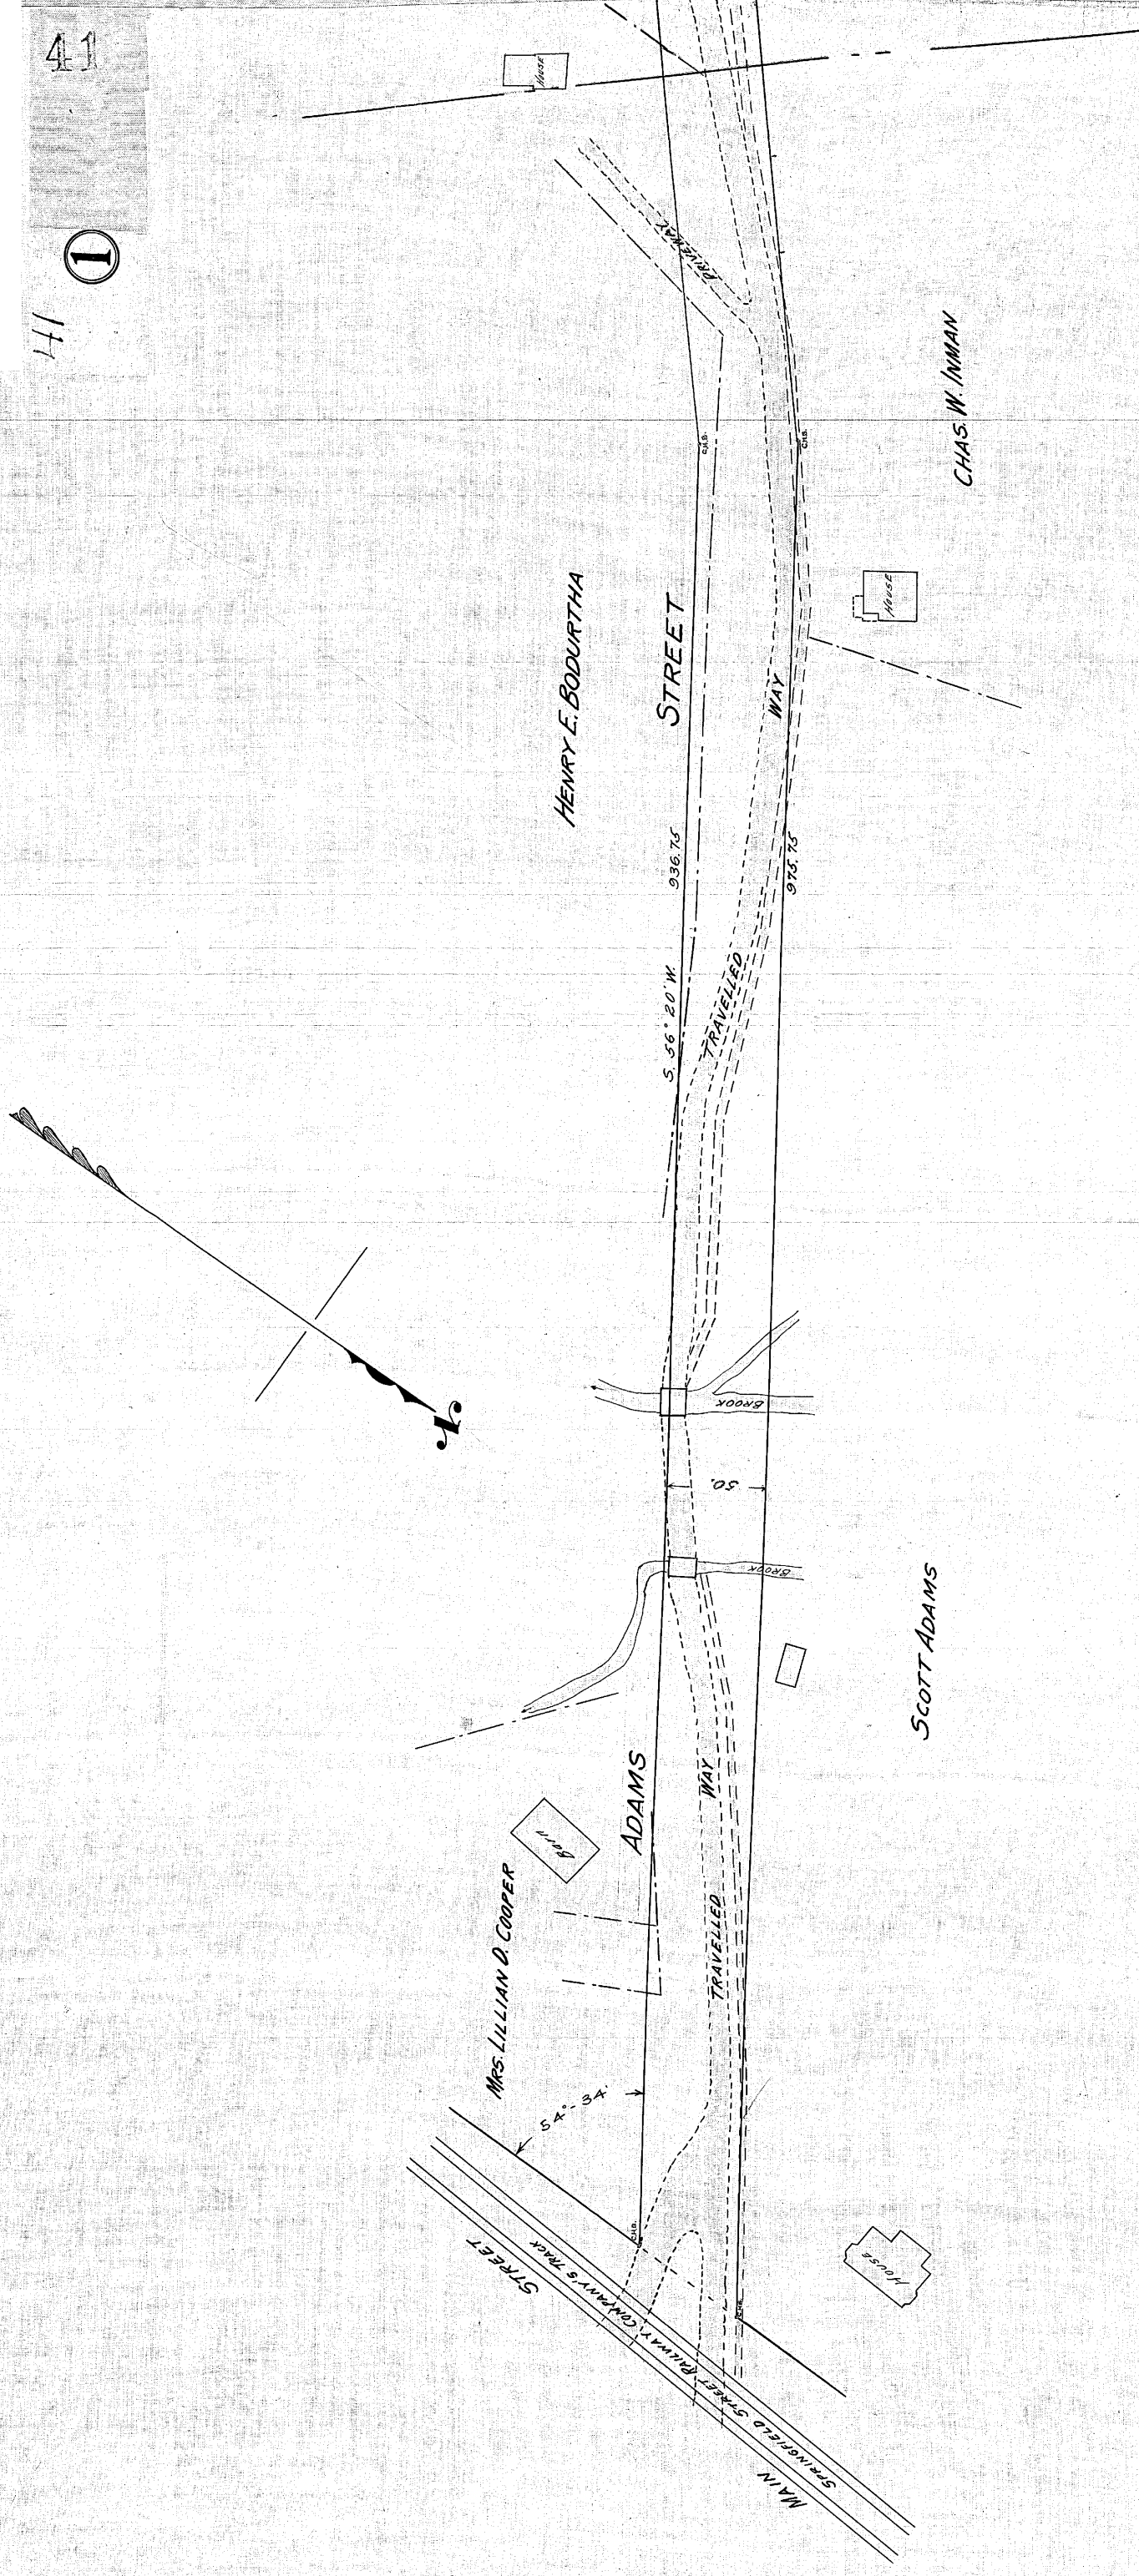 41
1
141
HOUSE
DRIVEWAY
C.H.B.
C.H.B.
CHAS. W. INMAN
HOUSE
HENRY E. BODURTHA
STREET
WAY
936.75
975.75
S. 56° 20' W.
TRAVELLED
N
BROOK
50.
BROOK
SCOTT ADAMS
ADAMS
WAY
Barn
MRS. LILLIAN D. COOPER
TRAVELLED
54°-34'
C.H.B.
C.H.B.
HOUSE
STREET
SPRINGFIELD STREET RAILWAY COMPANY'S TRACK
MAIN